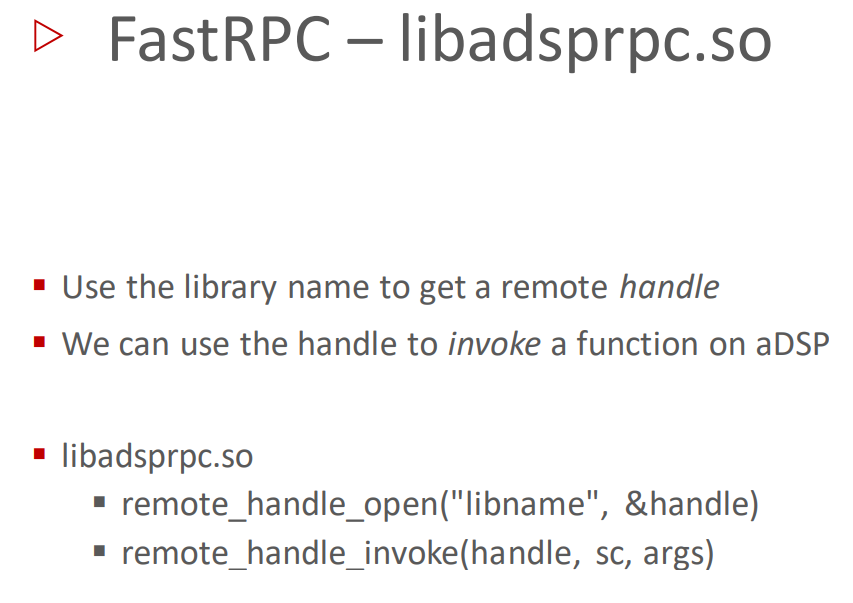 FastRPC – libadsprpc.so
Use the library name to get a remote handle
We can use the handle to invoke a function on aDSP
libadsprpc.so
remote_handle_open("libname", &handle)
remote_handle_invoke(handle, sc, args)